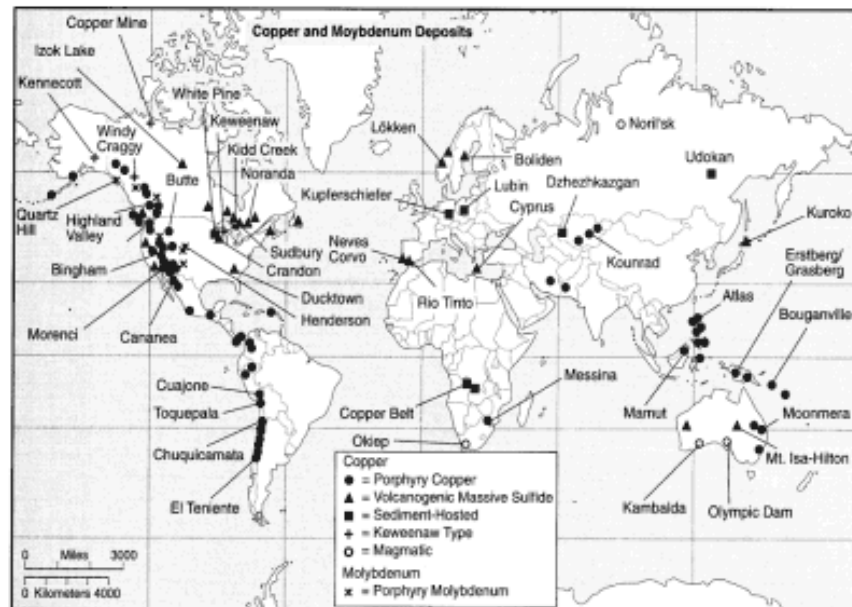 Copper and Moybdenum Deposits
Copper Mine
Izok Lake
Kennecott
White Pine
Keweenaw
Windy
Craggy
Kidd Creek
Butte
Noranda
Lökken
Noril'sk
Boliden
Udokan
Kupferschiefer
Lubin
Dzhezhkazgan
Cyprus
Kuroko
Quartz
Hill
Highland
Valley
Sudbury
Crandon
Neves
Corvo
Kounrad
Erstberg/
Grasberg
Bingham
Ducktown
Rio Tinto
Atlas
Henderson
Bouganville
Morenci
Cananea
Messina
Cuajone
Toquepala
Copper Belt
Mamut
Moonmera
Chuquicamata
Okiep
Mt. Isa-Hilton
El Teniente
Kambalda
Olympic Dam
Copper
= Porphyry Copper
= Volcanogenic Massive Sulfide
= Sediment-Hosted
= Keweenaw Type
= Magmatic
Molybdenum
= Porphyry Molybdenum
0 Miles 3000
0 Kilometers 4000